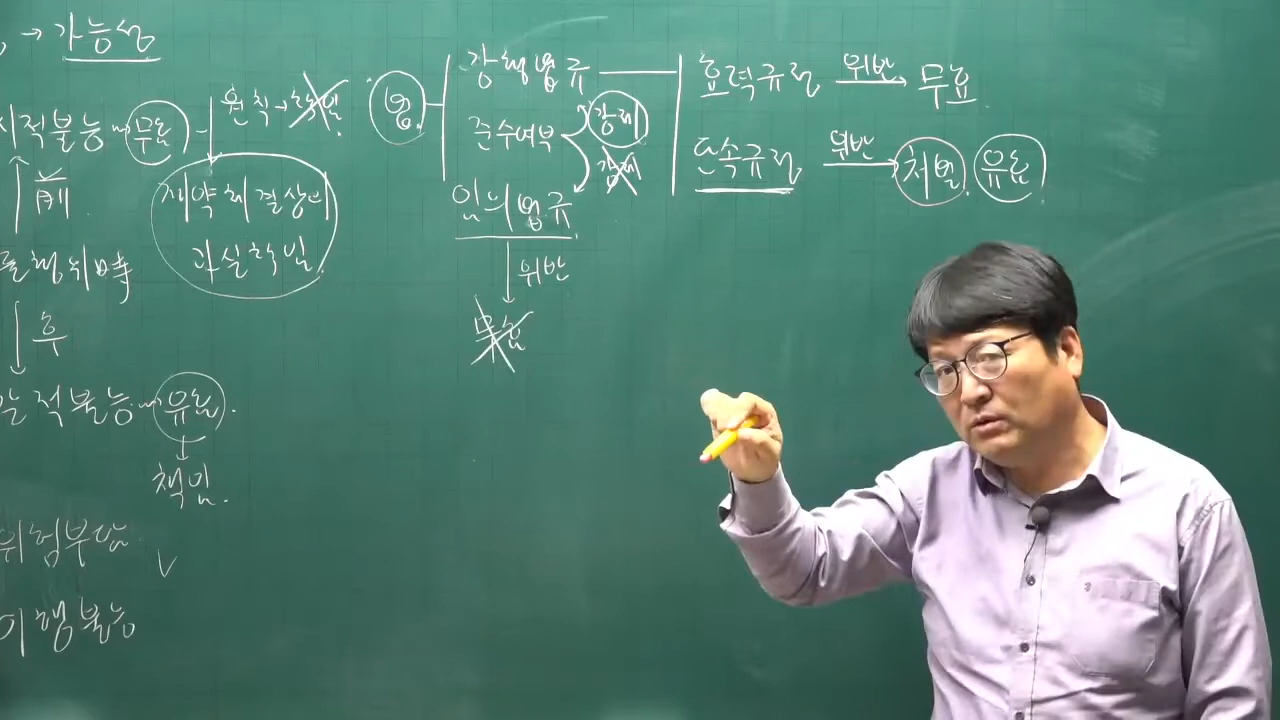 → 가능성
시적불능 → 무효
원칙 → 책임
계약체결상의
과실책임
前
률행위時
후
적불능 → 유효.
책임.
위험부담
이행불능
법
강행법규
준수여부
강제
강제
임의법규
위반
무효
효력규정 위반 → 무효.
단속규정 위반 → 처벌. 유효